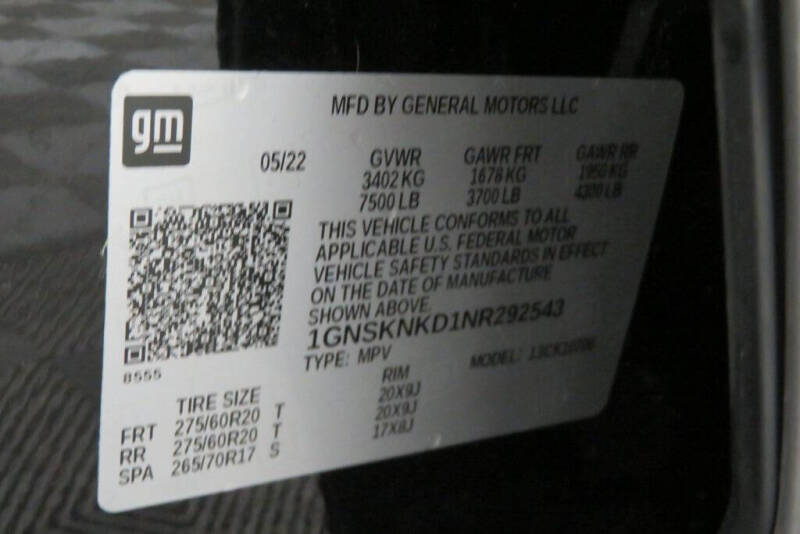 gm
MFD BY GENERAL MOTORS LLC
05/22 GVWR GAWR FRT GAWR RR
3402 KG 1678 KG 1950 KG
7500 LB 3700 LB 4300 LB
THIS VEHICLE CONFORMS TO ALL
APPLICABLE U.S. FEDERAL MOTOR
VEHICLE SAFETY STANDARDS IN EFFECT
ON THE DATE OF MANUFACTURE
SHOWN ABOVE.
1GNSKNKD1NR292543
TYPE: MPV MODEL:
8555
TIRE SIZE RIM
FRT 275/60R20 T 20X9J
RR 275/60R20 T 20X9J
SPA 265/70R17 S 17X8J